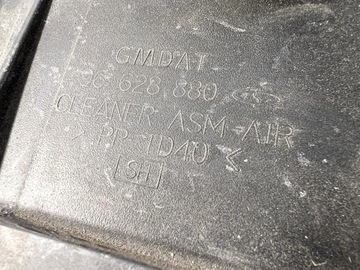 GMDAT
96 628 880
CLEANER ASM-AIR
> PP-TD40 <
[SH]